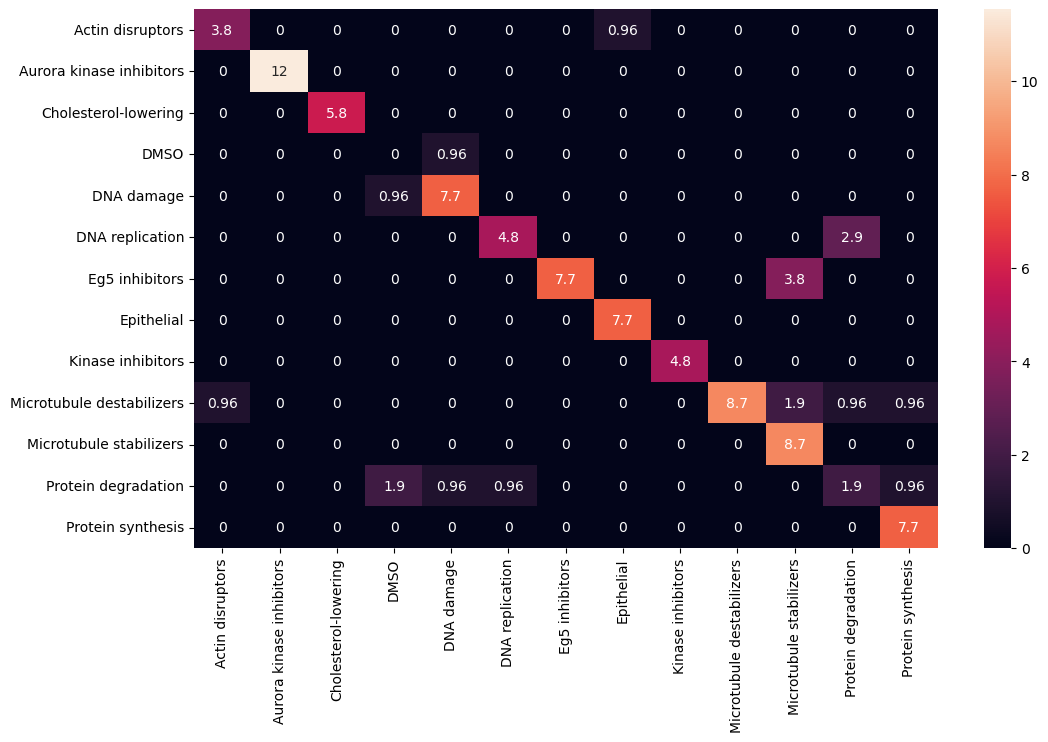 Actin disruptors 3.8 0 0 0 0 0 0 0.96 0 0 0 0 0
Aurora kinase inhibitors 0 12 0 0 0 0 0 0 0 0 0 0 0
Cholesterol-lowering 0 0 5.8 0 0 0 0 0 0 0 0 0 0
DMSO 0 0 0 0 0.96 0 0 0 0 0 0 0 0
DNA damage 0 0 0 0.96 7.7 0 0 0 0 0 0 0 0
DNA replication 0 0 0 0 0 4.8 0 0 0 0 0 2.9 0
Eg5 inhibitors 0 0 0 0 0 0 7.7 0 0 0 3.8 0 0
Epithelial 0 0 0 0 0 0 0 7.7 0 0 0 0 0
Kinase inhibitors 0 0 0 0 0 0 0 0 4.8 0 0 0 0
Microtubule destabilizers 0.96 0 0 0 0 0 0 0 0 8.7 1.9 0.96 0.96
Microtubule stabilizers 0 0 0 0 0 0 0 0 0 0 8.7 0 0
Protein degradation 0 0 0 1.9 0.96 0.96 0 0 0 0 0 1.9 0.96
Protein synthesis 0 0 0 0 0 0 0 0 0 0 0 0 7.7
Actin disruptors
Aurora kinase inhibitors
Cholesterol-lowering
DMSO
DNA damage
DNA replication
Eg5 inhibitors
Epithelial
Kinase inhibitors
Microtubule destabilizers
Microtubule stabilizers
Protein degradation
Protein synthesis
10
8
6
4
2
0